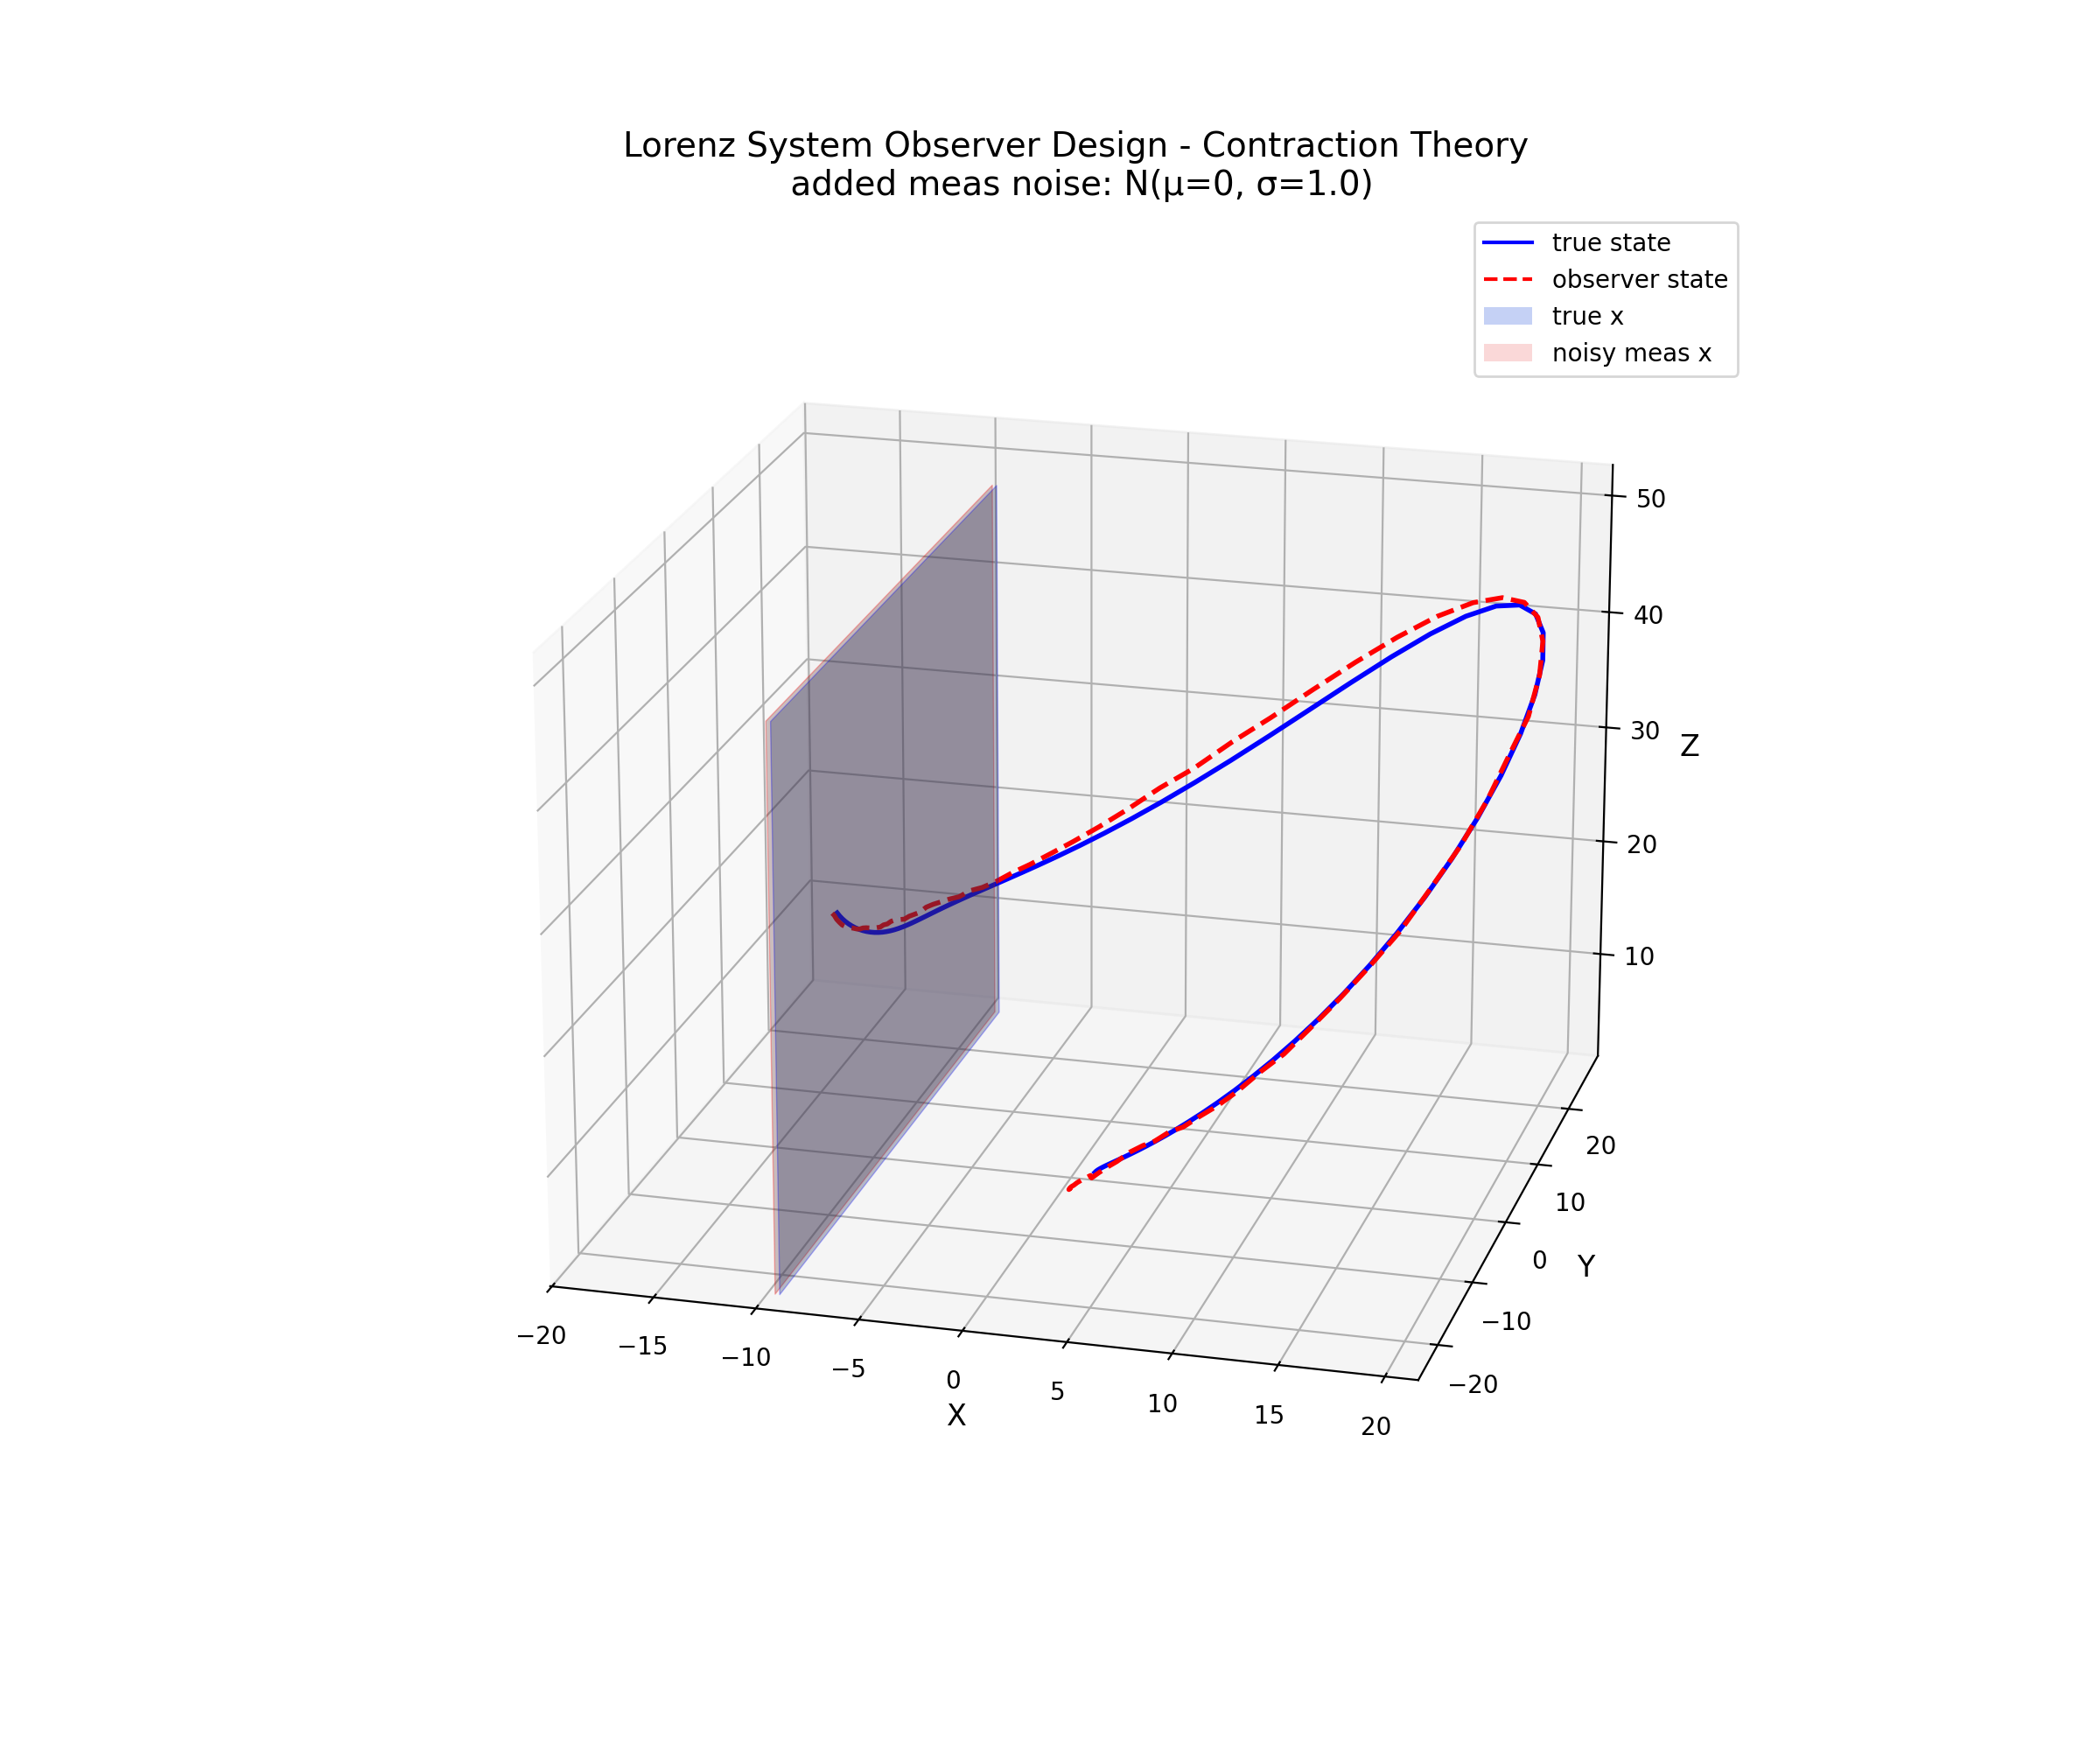 Lorenz System Observer Design - Contraction Theory
added meas noise: N(μ=0, σ=1.0)
true state
observer state
true x
noisy meas x
50
40
30
Z
20
10
20
10
0
Y
−10
−20
−20
−15
−10
−5
0
5
10
15
20
X